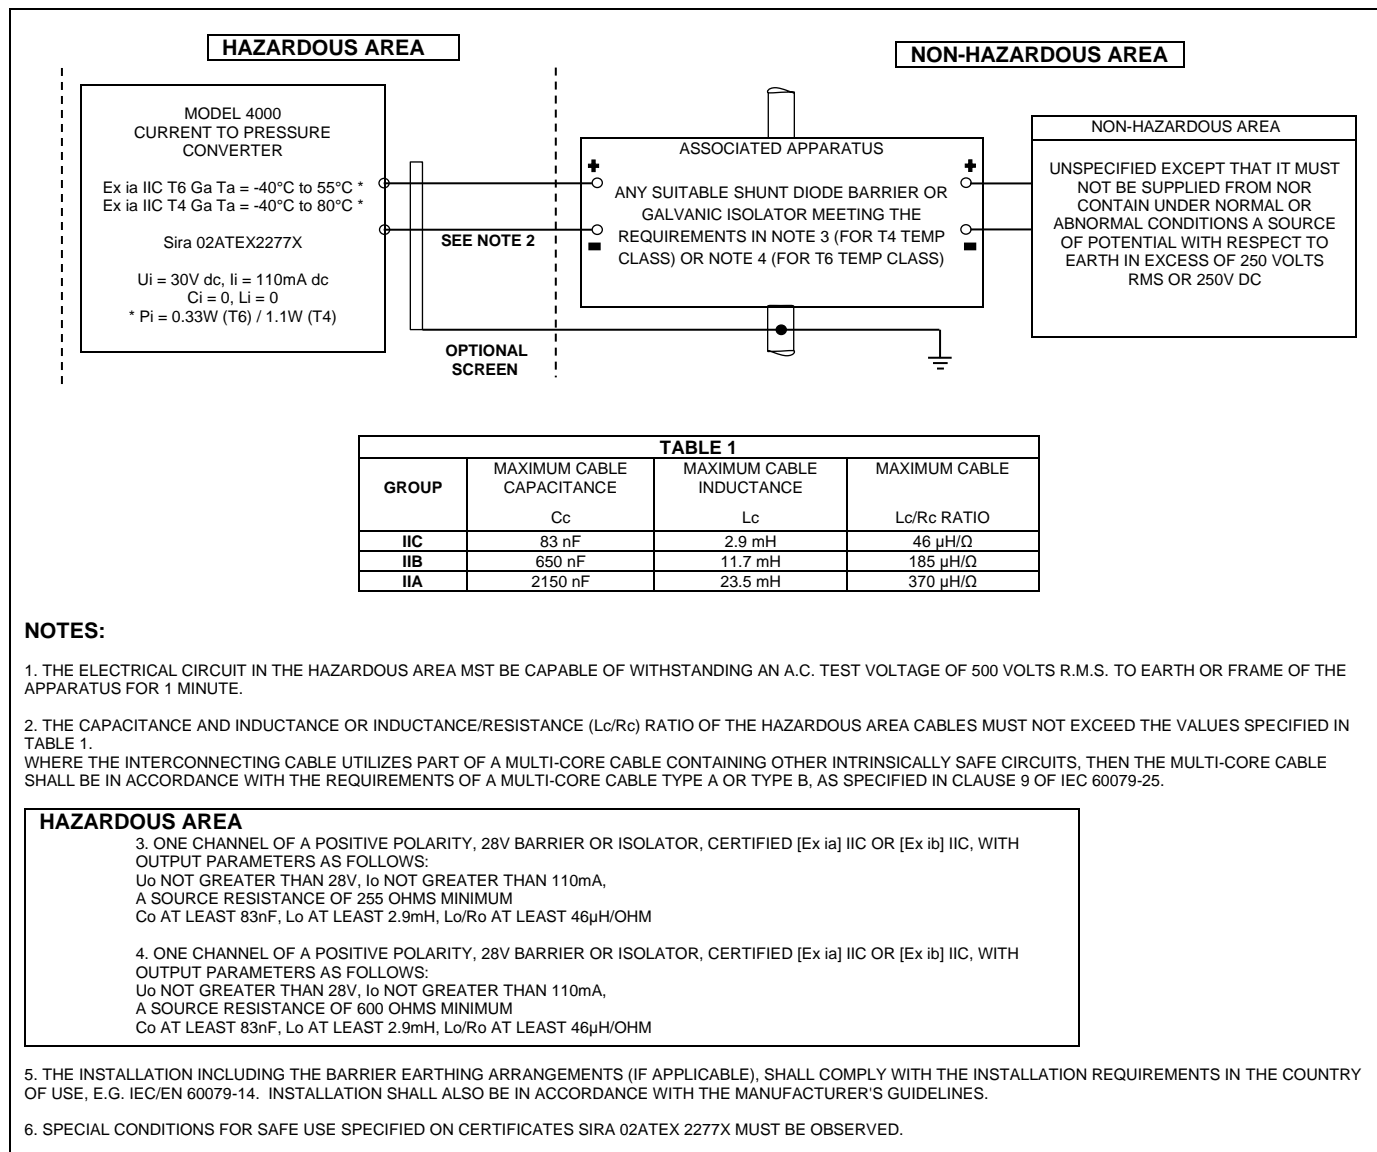 HAZARDOUS AREA
NON-HAZARDOUS AREA
MODEL 4000
CURRENT TO PRESSURE
CONVERTER
Ex ia IIC T6 Ga Ta = -40°C to 55°C *
Ex ia IIC T4 Ga Ta = -40°C to 80°C *
Sira 02ATEX2277X
Ui = 30V dc, Ii = 110mA dc
Ci = 0, Li = 0
* Pi = 0.33W (T6) / 1.1W (T4)
SEE NOTE 2
OPTIONAL
SCREEN
ASSOCIATED APPARATUS
+
+
ANY SUITABLE SHUNT DIODE BARRIER OR
GALVANIC ISOLATOR MEETING THE
REQUIREMENTS IN NOTE 3 (FOR T4 TEMP
CLASS) OR NOTE 4 (FOR T6 TEMP CLASS)
-
-
NON-HAZARDOUS AREA
UNSPECIFIED EXCEPT THAT IT MUST
NOT BE SUPPLIED FROM NOR
CONTAIN UNDER NORMAL OR
ABNORMAL CONDITIONS A SOURCE
OF POTENTIAL WITH RESPECT TO
EARTH IN EXCESS OF 250 VOLTS
RMS OR 250V DC
TABLE 1
GROUP
MAXIMUM CABLE
CAPACITANCE
Cc
MAXIMUM CABLE
INDUCTANCE
Lc
MAXIMUM CABLE
Lc/Rc RATIO
IIC 83 nF 2.9 mH 46 µH/Ω
IIB 650 nF 11.7 mH 185 µH/Ω
IIA 2150 nF 23.5 mH 370 µH/Ω
NOTES:
1. THE ELECTRICAL CIRCUIT IN THE HAZARDOUS AREA MST BE CAPABLE OF WITHSTANDING AN A.C. TEST VOLTAGE OF 500 VOLTS R.M.S. TO EARTH OR FRAME OF THE
APPARATUS FOR 1 MINUTE.
2. THE CAPACITANCE AND INDUCTANCE OR INDUCTANCE/RESISTANCE (Lc/Rc) RATIO OF THE HAZARDOUS AREA CABLES MUST NOT EXCEED THE VALUES SPECIFIED IN
TABLE 1.
WHERE THE INTERCONNECTING CABLE UTILIZES PART OF A MULTI-CORE CABLE CONTAINING OTHER INTRINSICALLY SAFE CIRCUITS, THEN THE MULTI-CORE CABLE
SHALL BE IN ACCORDANCE WITH THE REQUIREMENTS OF A MULTI-CORE CABLE TYPE A OR TYPE B, AS SPECIFIED IN CLAUSE 9 OF IEC 60079-25.
HAZARDOUS AREA
3. ONE CHANNEL OF A POSITIVE POLARITY, 28V BARRIER OR ISOLATOR, CERTIFIED [Ex ia] IIC OR [Ex ib] IIC, WITH
OUTPUT PARAMETERS AS FOLLOWS:
Uo NOT GREATER THAN 28V, Io NOT GREATER THAN 110mA,
A SOURCE RESISTANCE OF 255 OHMS MINIMUM
Co AT LEAST 83nF, Lo AT LEAST 2.9mH, Lo/Ro AT LEAST 46µH/OHM
4. ONE CHANNEL OF A POSITIVE POLARITY, 28V BARRIER OR ISOLATOR, CERTIFIED [Ex ia] IIC OR [Ex ib] IIC, WITH
OUTPUT PARAMETERS AS FOLLOWS:
Uo NOT GREATER THAN 28V, Io NOT GREATER THAN 110mA,
A SOURCE RESISTANCE OF 600 OHMS MINIMUM
Co AT LEAST 83nF, Lo AT LEAST 2.9mH, Lo/Ro AT LEAST 46µH/OHM
5. THE INSTALLATION INCLUDING THE BARRIER EARTHING ARRANGEMENTS (IF APPLICABLE), SHALL COMPLY WITH THE INSTALLATION REQUIREMENTS IN THE COUNTRY
OF USE, E.G. IEC/EN 60079-14. INSTALLATION SHALL ALSO BE IN ACCORDANCE WITH THE MANUFACTURER'S GUIDELINES.
6. SPECIAL CONDITIONS FOR SAFE USE SPECIFIED ON CERTIFICATES SIRA 02ATEX 2277X MUST BE OBSERVED.